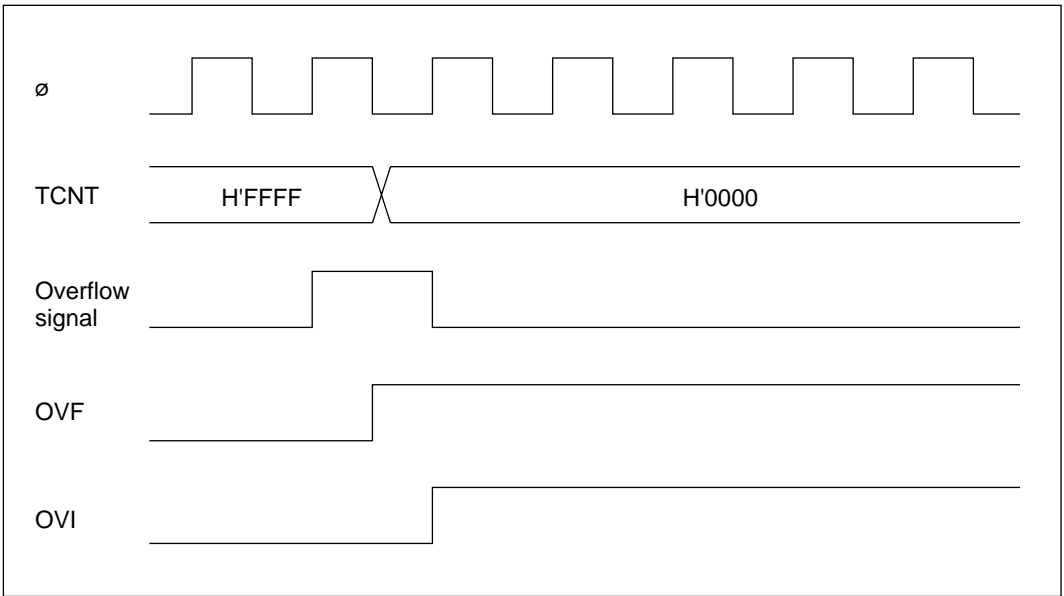 ø
TCNT
H'FFFF
H'0000
Overflow
signal
OVF
OVI